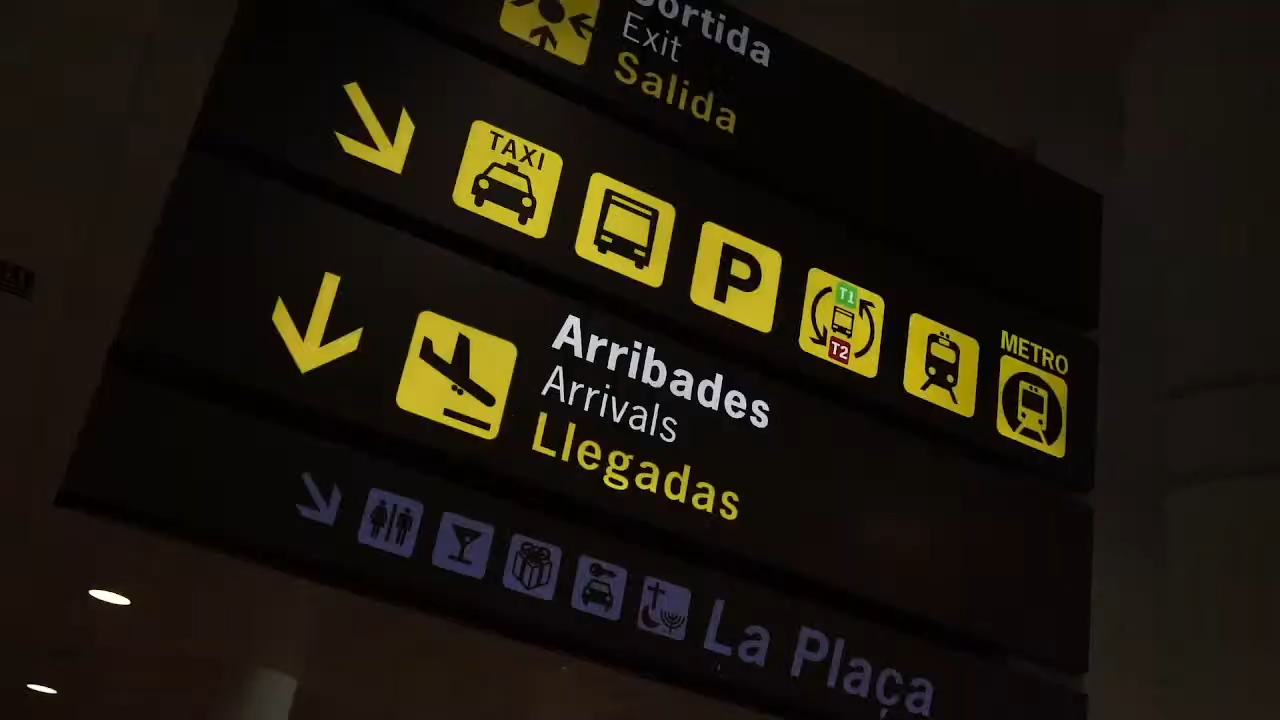 Sortida
Exit
Salida
TAXI
P
T1
T2
METRO
Arribades
Arrivals
Llegadas
La Plaça